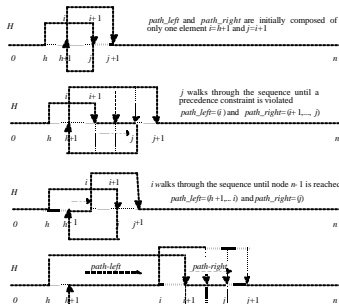 i i+1
path_left and path_right are initially composed of
only one element i=h+1 and j=i+1
H
0 h h+1 j j+1 n
j walks through the sequence until a
precedence constraint is violated
path_left=(i) and path_right=(i+1,..., j)
i i+1
H
0 h h+1 j j+1 n
i walks through the sequence until node n-1 is reached
path_left=(h+1,.. i) and path_right=(j)
i i+1
H
0 h h+1 j+1 n
path-left path-right
H
0 h h+1 i i+1 j j+1 n